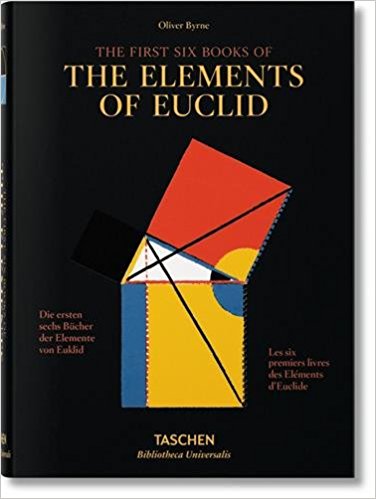 Oliver Byrne
THE FIRST SIX BOOKS OF
THE ELEMENTS
OF EUCLID
Die ersten
sechs Bücher
der Elemente
von Euklid
Les six
premiers livres
des Eléments
d'Euclide
TASCHEN
Bibliotheca Universalis